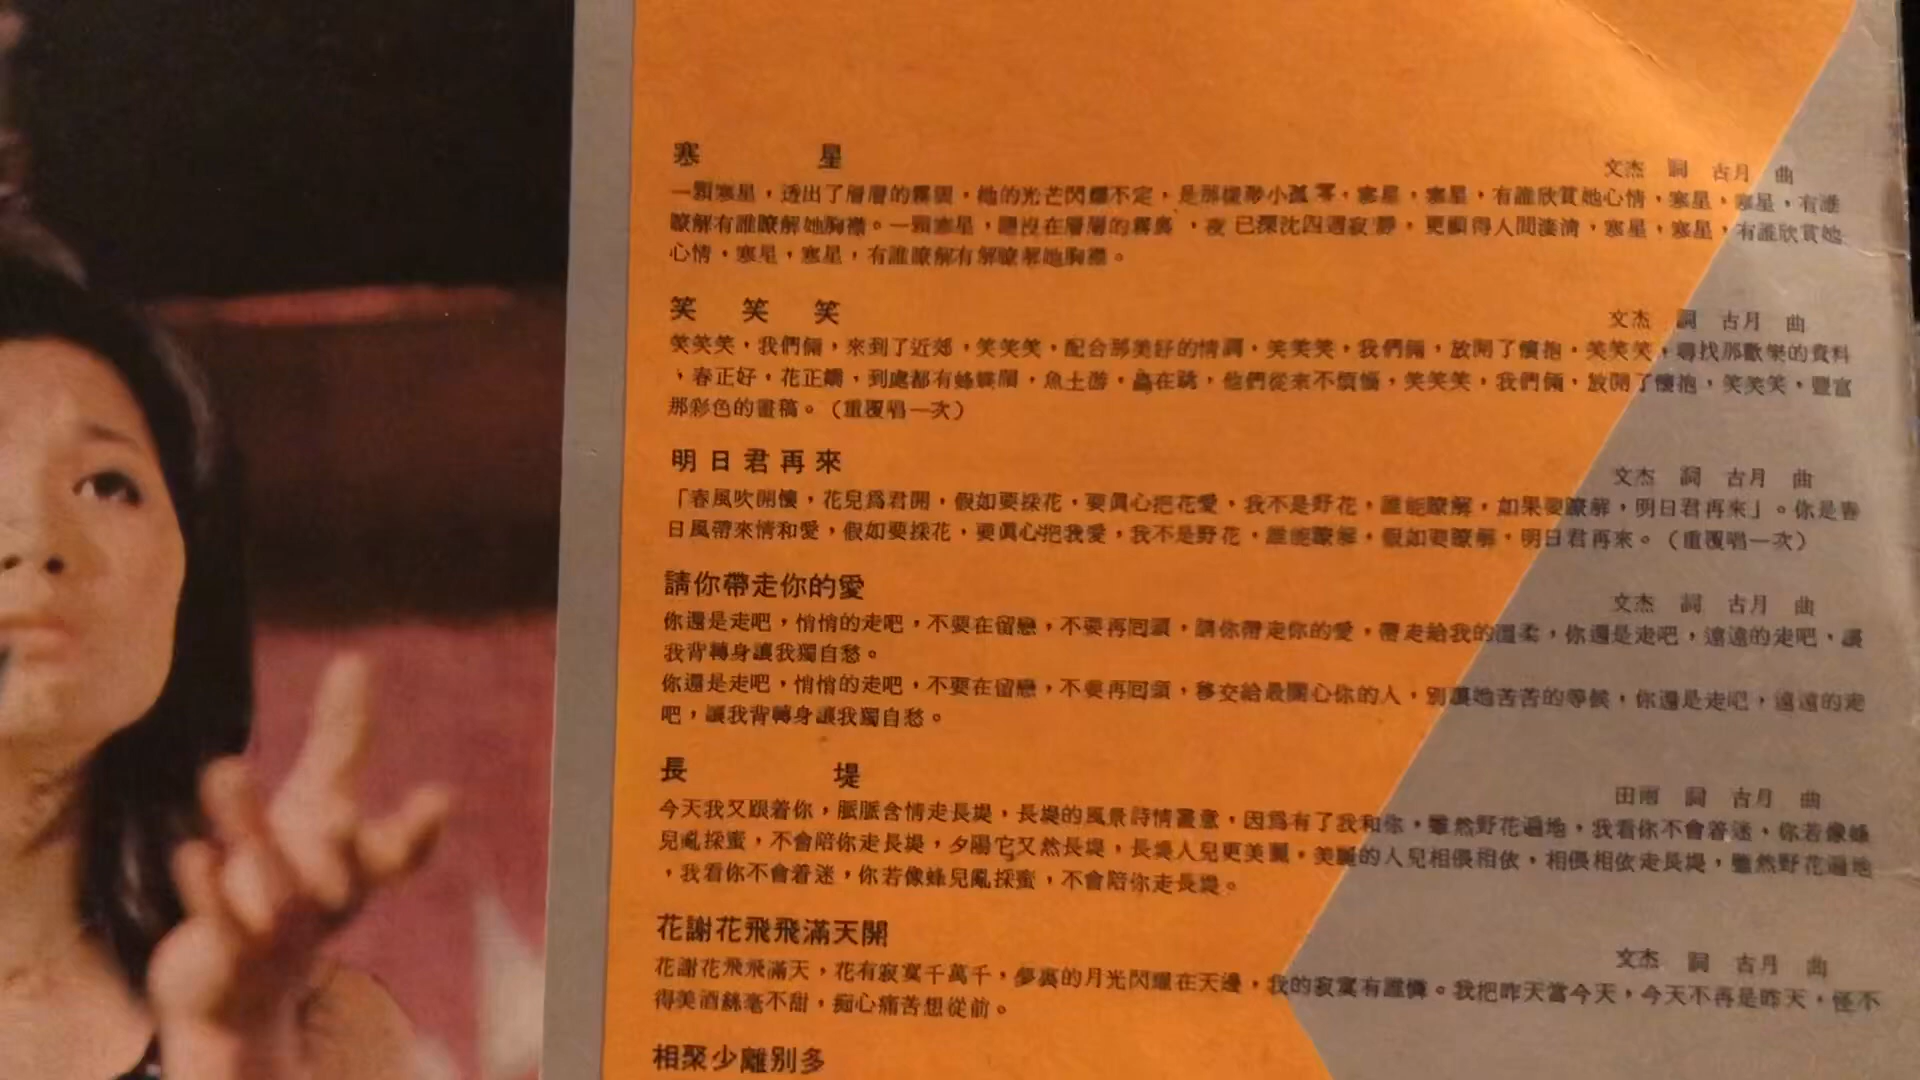 寒星
文杰 詞 古月 曲
一顆寒星，透出了層層的霧圍，她的光芒閃耀不定，是那樣渺小孤零，寒星，寒星，有誰欣賞她心情，寒星，寒星，有誰
瞭解有誰瞭解她胸襟。一顆寒星，隱沒在層層的霧裏，夜已深沈四週寂靜，更顯得人間淒清，寒星，寒星，有誰欣賞她
心情，寒星，寒星，有誰瞭解有解瞭解她胸襟。
笑笑笑
文杰 詞 古月 曲
笑笑笑，我們倆，來到了近郊，笑笑笑，配合那美好的情調，笑笑笑，我們倆，放開了懷抱，笑笑笑，尋找那歡樂的資料
，春正好，花正嬌，到處都有蜂蝶鬧，魚土游，蟲在跳，他們從來不煩惱，笑笑笑，我們倆，放開了懷抱，笑笑笑，豐富
那彩色的畫稿。（重覆唱一次）
明日君再來
文杰 詞 古月 曲
「春風吹開懷，花兒爲君開，假如要採花，要眞心把花愛，我不是野花，誰能瞭解，如果要瞭解，明日君再來」。你是春
日風帶來情和愛，假如要採花，要眞心把我愛，我不是野花，誰能瞭解，假如要瞭解，明日君再來。（重覆唱一次）
請你帶走你的愛
文杰 詞 古月 曲
你還是走吧，悄悄的走吧，不要在留戀，不要再回頭，請你帶走你的愛，帶走給我的溫柔，你還是走吧，遠遠的走吧，讓
我背轉身讓我獨自愁。
你還是走吧，悄悄的走吧，不要在留戀，不要再回頭，移交給最關心你的人，別讓她苦苦的等候，你還是走吧，遠遠的走
吧，讓我背轉身讓我獨自愁。
長堤
田雨 詞 古月 曲
今天我又跟着你，脈脈含情走長堤，長堤的風景詩情畫意，因爲有了我和你，雖然野花遍地，我看你不會着迷，你若像蜂
兒亂採蜜，不會陪你走長堤，夕陽它又然長堤，長堤人兒更美麗，美麗的人兒相偎相依，相偎相依走長堤，雖然野花遍地
，我看你不會着迷，你若像蜂兒亂採蜜，不會陪你走長堤。
花謝花飛飛滿天開
文杰 詞 古月 曲
花謝花飛飛滿天，花有寂寞千萬千，夢裏的月光閃耀在天邊，我的寂寞有誰憐。我把昨天當今天，今天不再是昨天，怪不
得美酒絲毫不甜，痴心痛苦想從前。
相聚少離別多